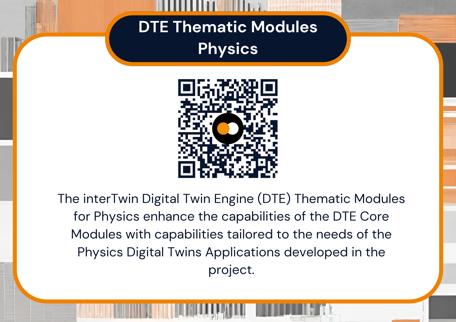 DTE Thematic Modules
Physics
The interTwin Digital Twin Engine (DTE) Thematic Modules
for Physics enhance the capabilities of the DTE Core
Modules with capabilities tailored to the needs of the
Physics Digital Twins Applications developed in the
project.